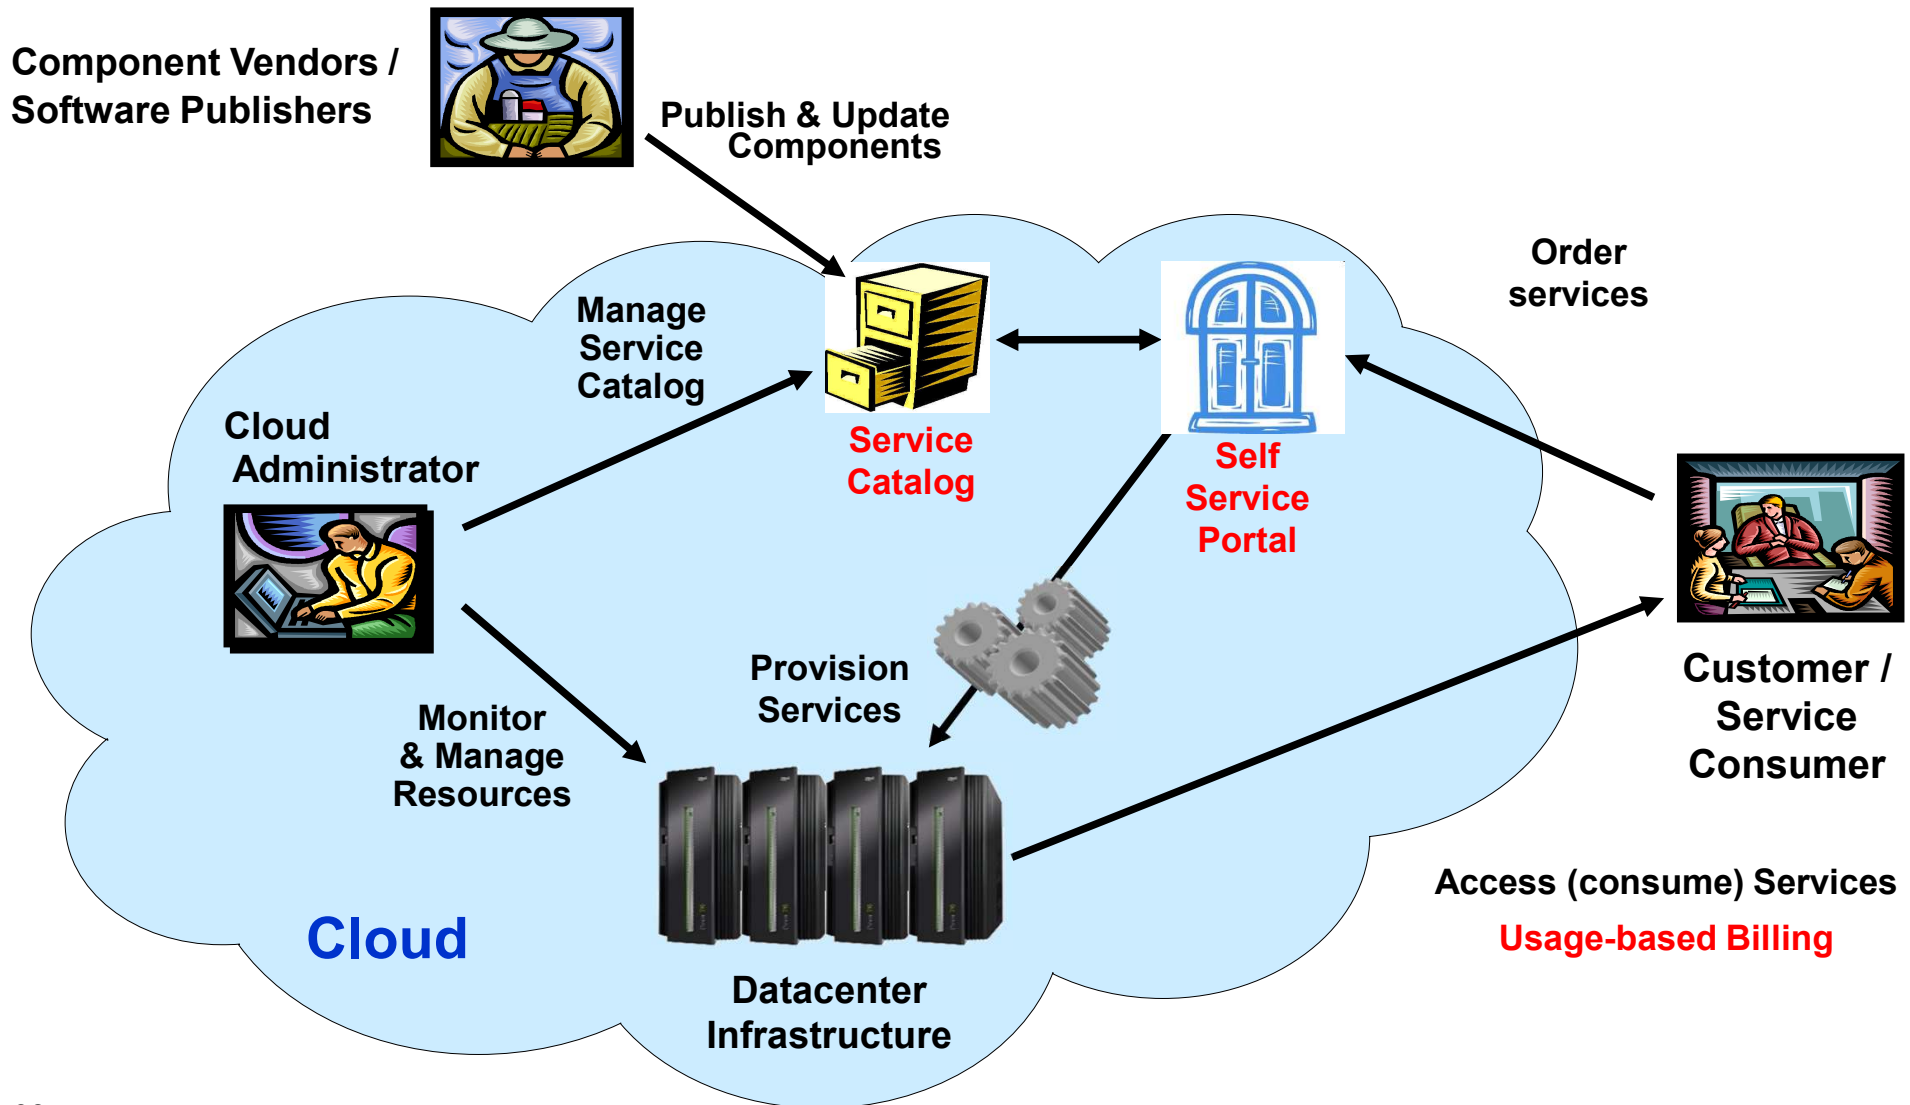 Component Vendors /
Software Publishers
Publish & Update
Components
Order
services
Manage
Service
Catalog
Cloud
Administrator
Service
Catalog
Self
Service
Portal
Provision
Services
Monitor
& Manage
Resources
Customer /
Service
Consumer
Access (consume) Services
Usage-based Billing
Cloud
Datacenter
Infrastructure